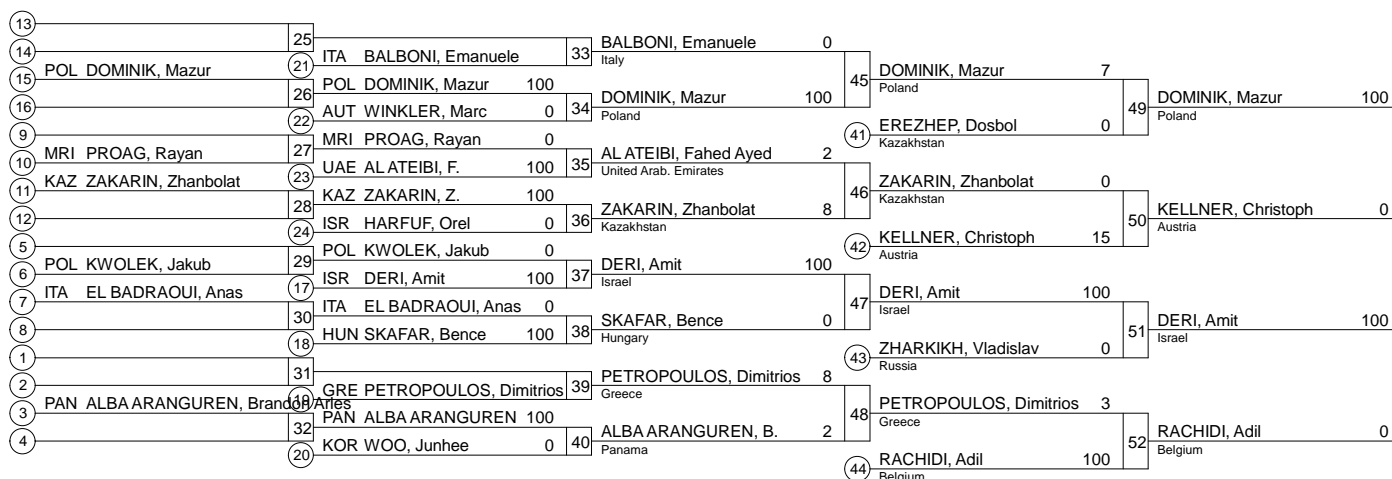 13
14
15 POL DOMINIK, Mazur
16
9
10 MRI PROAG, Rayan
11 KAZ ZAKARIN, Zhanbolat
12
5
6 POL KWOLEK, Jakub
7 ITA EL BADRAOUI, Anas
8
1
2
3 PAN ALBA ARANGUREN, Brandon Aries
4
25
21 ITA BALBONI, Emanuele
26 POL DOMINIK, Mazur 100
22 AUT WINKLER, Marc 0
27 MRI PROAG, Rayan 0
23 UAE AL ATEIBI, F. 100
28 KAZ ZAKARIN, Z. 100
24 ISR HARFUF, Orel 0
29 POL KWOLEK, Jakub 0
17 ISR DERI, Amit 100
30 ITA EL BADRAOUI, Anas 0
18 HUN SKAFAR, Bence 100
31
19 GRE PETROPOULOS, Dimitrios
32 PAN ALBA ARANGUREN 100
20 KOR WOO, Junhee 0
33 BALBONI, Emanuele 0
Italy
34 DOMINIK, Mazur 100
Poland
35 AL ATEIBI, Fahed Ayed 2
United Arab. Emirates
36 ZAKARIN, Zhanbolat 8
Kazakhstan
37 DERI, Amit 100
Israel
38 SKAFAR, Bence 0
Hungary
39 PETROPOULOS, Dimitrios 8
Greece
40 ALBA ARANGUREN, B. 2
Panama
45 DOMINIK, Mazur 7
Poland
41 EREZHEP, Dosbol 0
Kazakhstan
46 ZAKARIN, Zhanbolat 0
Kazakhstan
42 KELLNER, Christoph 15
Austria
47 DERI, Amit 100
Israel
43 ZHARKIKH, Vladislav 0
Russia
48 PETROPOULOS, Dimitrios 3
Greece
44 RACHIDI, Adil 100
Belgium
49 DOMINIK, Mazur 100
Poland
50 KELLNER, Christoph 0
Austria
51 DERI, Amit 100
Israel
52 RACHIDI, Adil 0
Belgium